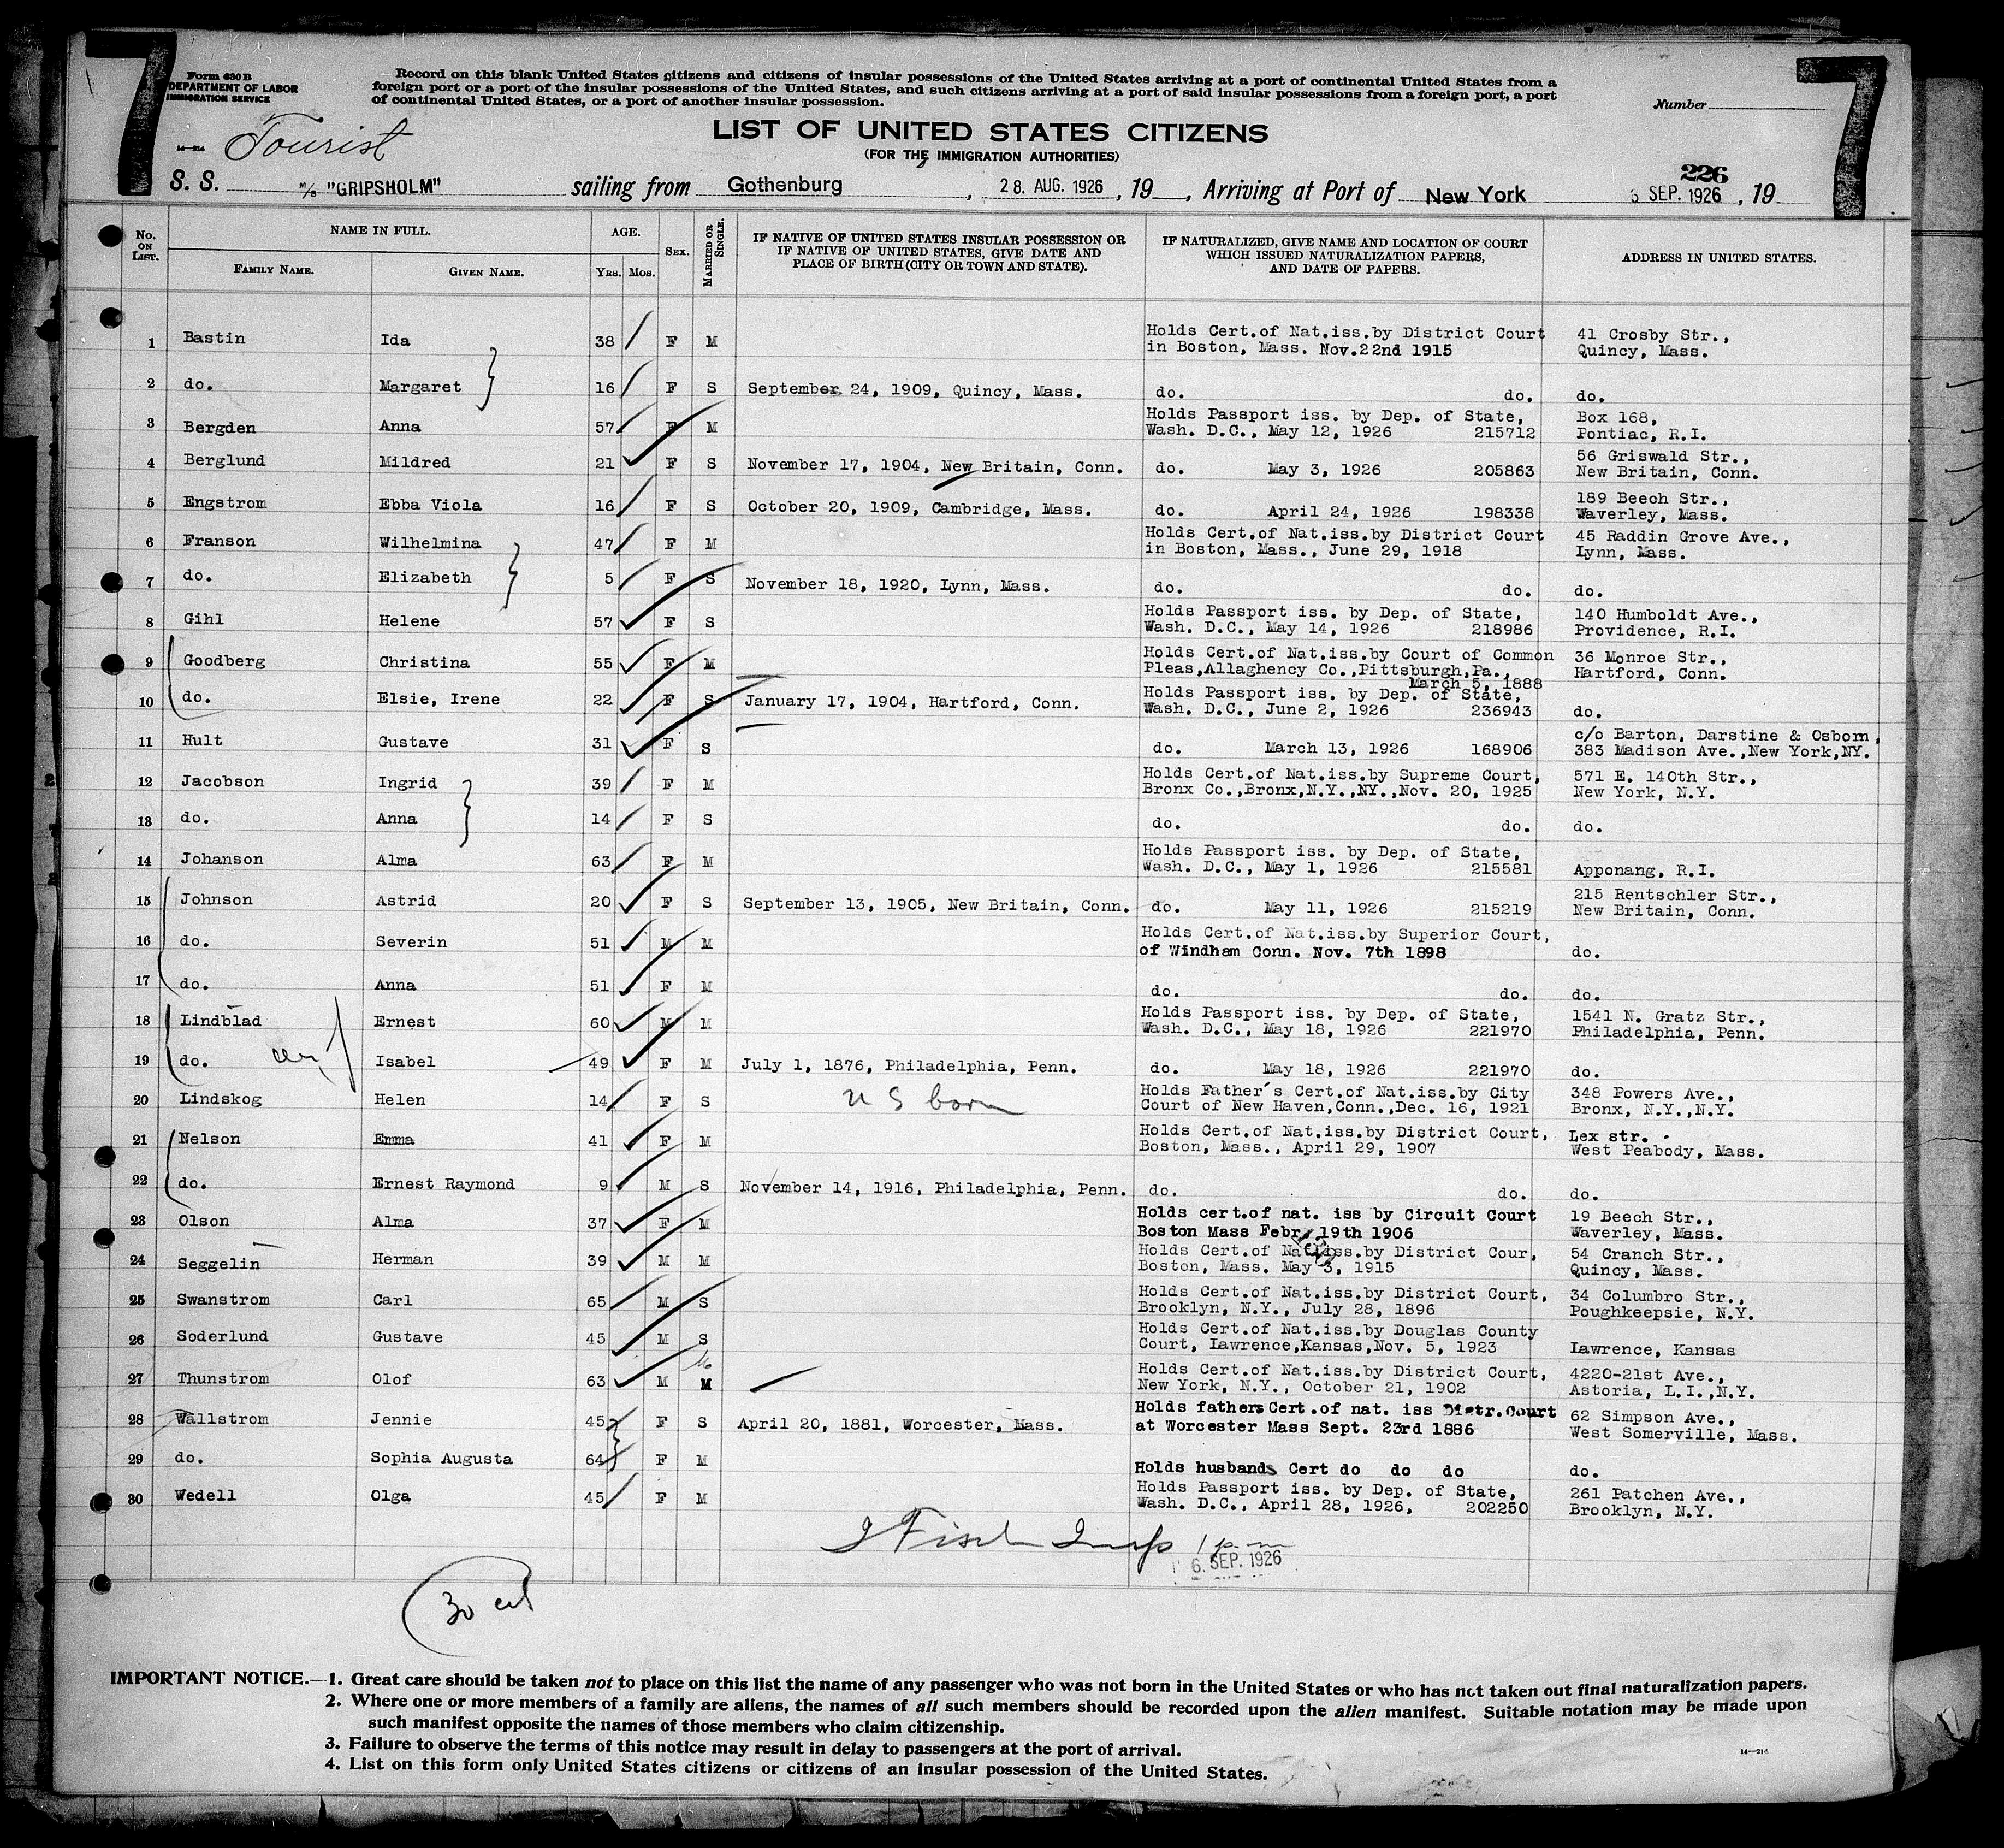 7
7
Form 630 B
DEPARTMENT OF LABOR
IMMIGRATION SERVICE
14—214
Record on this blank United States citizens and citizens of insular possessions of the United States arriving at a port of continental United States from a
foreign port or a port of the insular possessions of the United States, and such citizens arriving at a port of said insular possessions from a foreign port, a port
of continental United States, or a port of another insular possession.
Number
Tourist
LIST OF UNITED STATES CITIZENS
(FOR THE IMMIGRATION AUTHORITIES)
226
S. S. M/S "GRIPSHOLM" sailing from Gothenburg, 28. AUG. 1926, 19, Arriving at Port of New York 6 SEP. 1926, 19
No. ON LIST. NAME IN FULL. AGE. SEX. MARRIED OR SINGLE. IF NATIVE OF UNITED STATES INSULAR POSSESSION OR IF NATIVE OF UNITED STATES, GIVE DATE AND PLACE OF BIRTH (CITY OR TOWN AND STATE). IF NATURALIZED, GIVE NAME AND LOCATION OF COURT WHICH ISSUED NATURALIZATION PAPERS, AND DATE OF PAPERS. ADDRESS IN UNITED STATES.
FAMILY NAME. GIVEN NAME. YRS. MOS.
1 Bastin Ida 38 F M Holds Cert.of Nat.iss.by District Court 41 Crosby Str.,
in Boston, Mass. Nov.22nd 1915 Quincy, Mass.
2 do. Margaret 16 F S September 24, 1909, Quincy, Mass. do. do. do.
3 Bergden Anna 57 F M Holds Passport iss. by Dep. of State, Box 168,
Wash. D.C., May 12, 1926 215712 Pontiac, R.I.
4 Berglund Mildred 21 F S November 17, 1904, New Britain, Conn. do. May 3, 1926 205863 56 Griswald Str.,
New Britain, Conn.
5 Engstrom Ebba Viola 16 F S October 20, 1909, Cambridge, Mass. do. April 24, 1926 198338 189 Beech Str.,
Waverley, Mass.
6 Franson Wilhelmina 47 F M Holds Cert.of Nat.iss.by District Court 45 Raddin Grove Ave.,
in Boston, Mass., June 29, 1918 Lynn, Mass.
7 do. Elizabeth 5 F S November 18, 1920, Lynn, Mass. do. do. do.
8 Gihl Helene 57 F S Holds Passport iss. by Dep. of State, 140 Humboldt Ave.,
Wash. D.C., May 14, 1926 218986 Providence, R.I.
9 Goodberg Christina 55 F M Holds Cert.of Nat.iss.by Court of Common 36 Monroe Str.,
Pleas,Allaghency Co.,Pittsburgh,Pa., Hartford, Conn.
March 5, 1888
10 do. Elsie, Irene 22 F S January 17, 1904, Hartford, Conn. Holds Passport iss. by Dep. of State,
Wash. D.C., June 2, 1926 236943 do.
11 Hult Gustave 31 F S do. March 13, 1926 168906 c/o Barton, Darstine & Osborn,
383 Madison Ave.,New York,NY.
12 Jacobson Ingrid 39 F M Holds Cert.of Nat.iss.by Supreme Court, 571 E. 140th Str.,
Bronx Co.,Bronx,N.Y.,NY.,Nov. 20, 1925 New York, N.Y.
13 do. Anna 14 F S do. do. do.
14 Johanson Alma 63 F M Holds Passport iss. by Dep. of State,
Wash. D.C., May 1, 1926 215581 Apponang, R.I.
15 Johnson Astrid 20 F S September 13, 1905, New Britain, Conn. do. May 11, 1926 215219 215 Rentschler Str.,
New Britain, Conn.
16 do. Severin 51 M M Holds Cert.of Nat.iss.by Superior Court,
of Windham Conn. Nov. 7th 1898 do.
17 do. Anna 51 F M do. do. do.
18 Lindblad Ernest 60 M M Holds Passport iss. by Dep. of State, 1541 N. Gratz Str.,
Wash. D.C., May 18, 1926 221970 Philadelphia, Penn.
19 do. Isabel 49 F M July 1, 1876, Philadelphia, Penn. do. May 18, 1926 221970 do.
20 Lindskog Helen 14 F S U S born Holds Father's Cert.of Nat.iss.by City 348 Powers Ave.,
Court of New Haven,Conn.,Dec. 16, 1921 Bronx, N.Y.,N.Y.
21 Nelson Emma 41 F M Holds Cert.of Nat.iss.by District Court, Lex str.
Boston, Mass., April 29, 1907 West Peabody, Mass.
22 do. Ernest Raymond 9 M S November 14, 1916, Philadelphia, Penn. do. do. do.
23 Olson Alma 37 F M Holds cert.of nat. iss by Circuit Court 19 Beech Str.,
Boston Mass Febr. 19th 1906 Waverley, Mass.
24 Seggelin Herman 39 M M Holds Cert.of Nat.iss.by District Cour, 54 Cranch Str.,
Boston, Mass. May 3, 1915 Quincy, Mass.
25 Swanstrom Carl 65 M S Holds Cert.of Nat.iss.by District Court, 34 Columbro Str.,
Brooklyn, N.Y., July 28, 1896 Poughkeepsie, N.Y.
26 Soderlund Gustave 45 M S Holds Cert.of Nat.iss.by Douglas County
Court, Lawrence,Kansas,Nov. 5, 1923 Lawrence, Kansas
27 Thunstrom Olof 63 M M Holds Cert.of Nat.iss.by District Court, 4220-21st Ave.,
New York, N.Y., October 21, 1902 Astoria, L.I.,N.Y.
28 Wallstrom Jennie 45 F S April 20, 1881, Worcester, Mass. Holds fathers Cert.of nat. iss Distr.Court 62 Simpson Ave.,
at Worcester Mass Sept. 23rd 1886 West Somerville, Mass.
29 do. Sophia Augusta 64 F M Holds husbands Cert do do do do.
30 Wedell Olga 45 F M Holds Passport iss. by Dep. of State, 261 Patchen Ave.,
Wash. D.C., April 28, 1926, 202250 Brooklyn, N.Y.
Insp 1 p.m
6. SEP. 1926
30
IMPORTANT NOTICE.—1. Great care should be taken not to place on this list the name of any passenger who was not born in the United States or who has not taken out final naturalization papers.
2. Where one or more members of a family are aliens, the names of all such members should be recorded upon the alien manifest. Suitable notation may be made upon
such manifest opposite the names of those members who claim citizenship.
3. Failure to observe the terms of this notice may result in delay to passengers at the port of arrival.
4. List on this form only United States citizens or citizens of an insular possession of the United States.
14—214